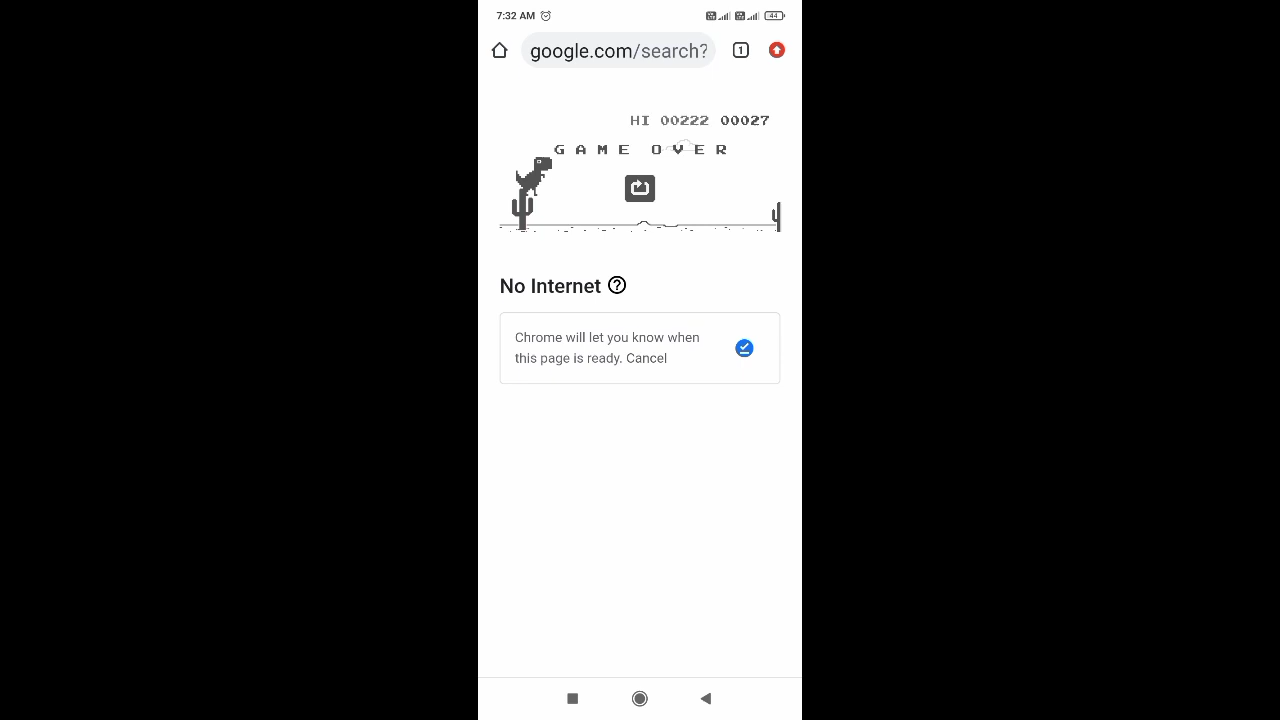 7:32 AM
44
google.com/search?
1
HI 00222 00027
GAME OVER
No Internet
Chrome will let you know when
this page is ready. Cancel